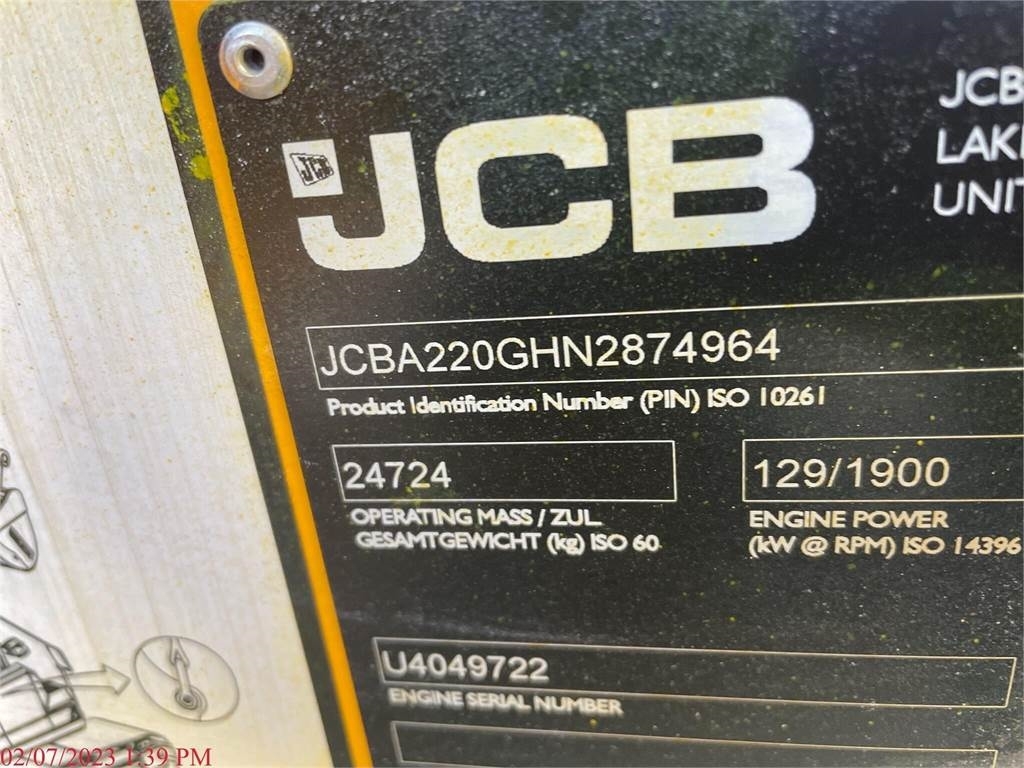 JCB
JCB
JCB
UNIT
JCBA220GHN2874964
Product Identification Number (PIN) ISO 10261
24724
129/1900
OPERATING MASS / ZUL.
GESAMTGEWICHT (kg) ISO 60
ENGINE POWER
(kW @ RPM) ISO 14396
U4049722
ENGINE SERIAL NUMBER
02/07/2023 1:39 PM